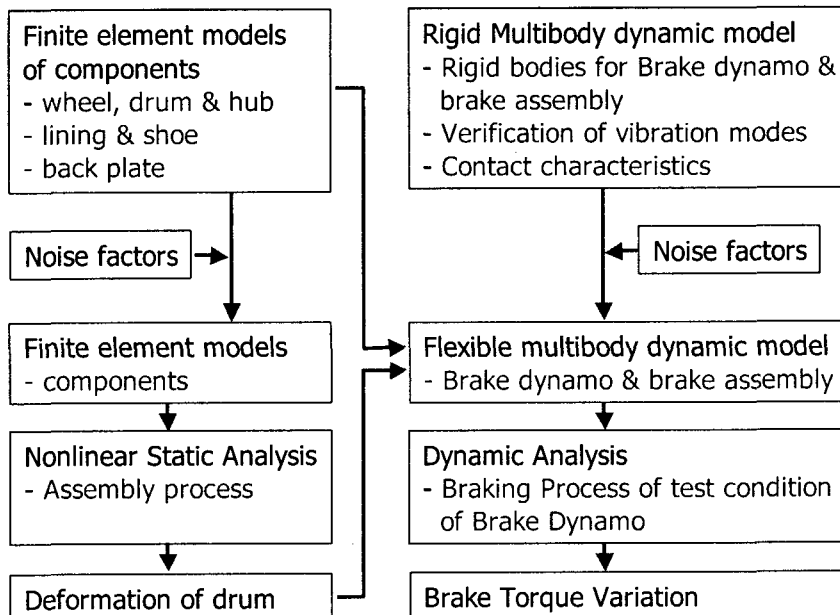 Finite element models
of components
- wheel, drum & hub
- lining & shoe
- back plate
Noise factors
Finite element models
- components
Nonlinear Static Analysis
- Assembly process
Deformation of drum
Rigid Multibody dynamic model
- Rigid bodies for Brake dynamo &
brake assembly
- Verification of vibration modes
- Contact characteristics
Noise factors
Flexible multibody dynamic model
- Brake dynamo & brake assembly
Dynamic Analysis
- Braking Process of test condition
of Brake Dynamo
Brake Torque Variation